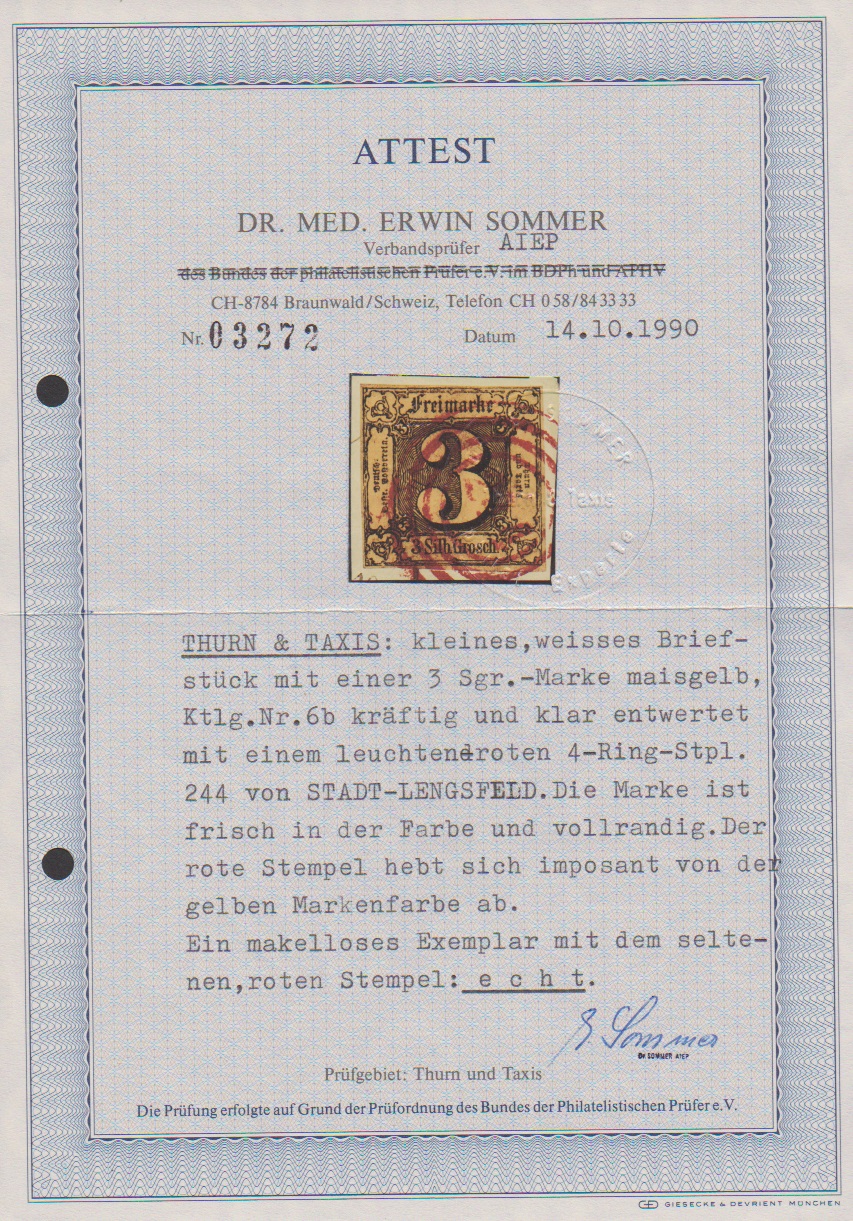 ATTEST
DR. MED. ERWIN SOMMER
Verbandsprüfer AIEP
des Bundes der philatelistischen Prüfer e.V. im BDPh und APHV
CH-8784 Braunwald/Schweiz, Telefon CH 058/843333
Nr. 03272 Datum 14.10.1990
Freimarke
3
3 Silb Grosch.
SOMMER
Taxis
Experte
THURN & TAXIS: kleines,weisses Brief-
stück mit einer 3 Sgr.-Marke maisgelb,
Ktlg.Nr.6b kräftig und klar entwertet
mit einem leuchtendroten 4-Ring-Stpl.
244 von STADT-LENGSFELD.Die Marke ist
frisch in der Farbe und vollrandig.Der
rote Stempel hebt sich imposant von der
gelben Markenfarbe ab.
Ein makelloses Exemplar mit dem selte-
nen,roten Stempel: e c h t.
E. Sommer
Dr. SOMMER AIEP
Prüfgebiet: Thurn und Taxis
Die Prüfung erfolgte auf Grund der Prüfordnung des Bundes der Philatelistischen Prüfer e.V.
GIESECKE & DEVRIENT MÜNCHEN